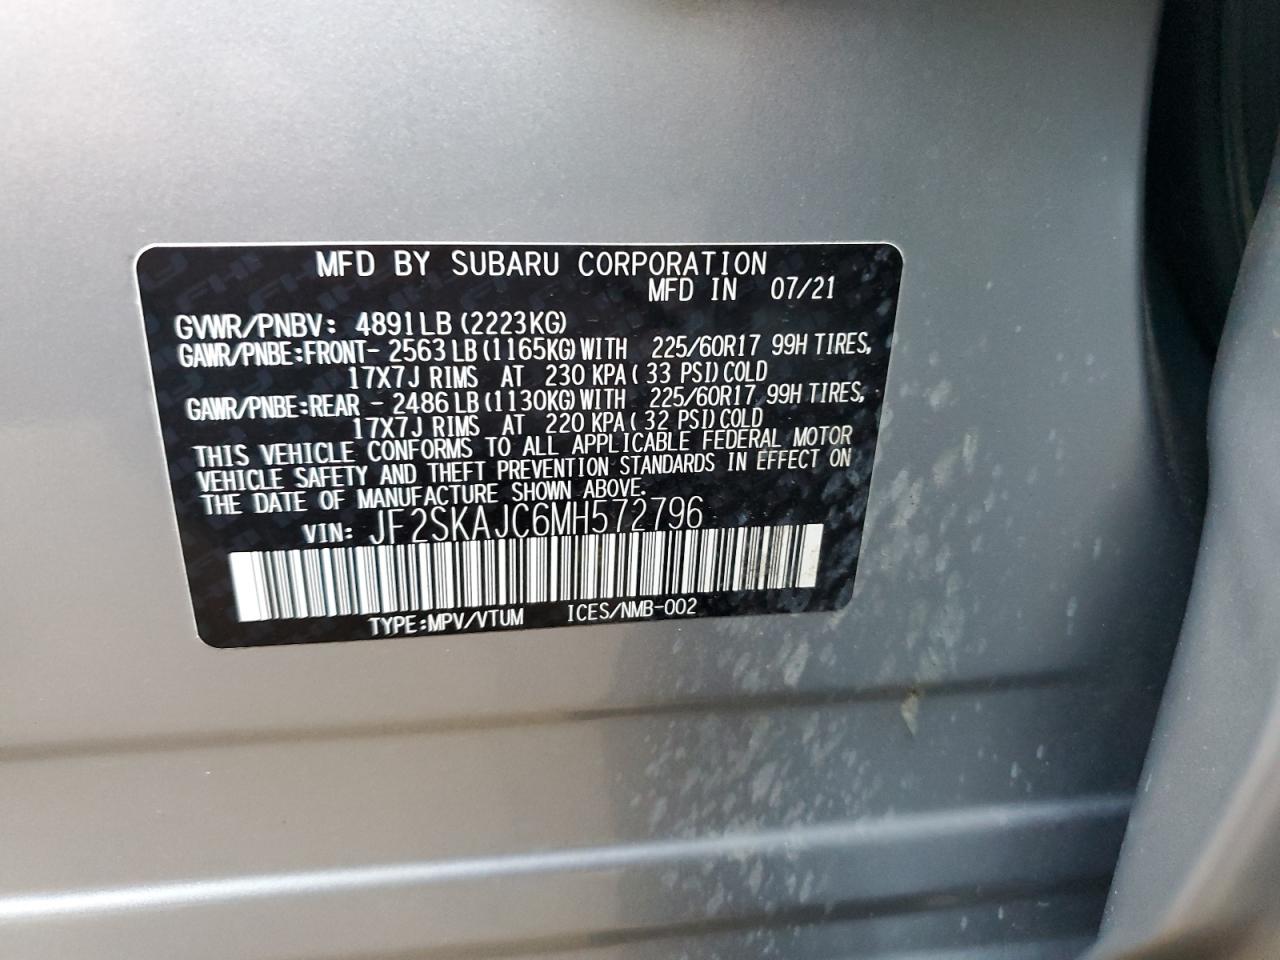 MFD BY SUBARU CORPORATION
MFD IN 07/21
GVWR/PNBV: 4891LB (2223KG)
GAWR/PNBE:FRONT- 2563LB(1165KG)WITH 225/60R17 99H TIRES,
17X7J RIMS AT 230 KPA( 33 PSI)COLD
GAWR/PNBE:REAR - 2486LB(1130KG)WITH 225/60R17 99H TIRES,
17X7J RIMS AT 220 KPA( 32 PSI)COLD
THIS VEHICLE CONFORMS TO ALL APPLICABLE FEDERAL MOTOR
VEHICLE SAFETY AND THEFT PREVENTION STANDARDS IN EFFECT ON
THE DATE OF MANUFACTURE SHOWN ABOVE.
VIN: JF2SKAJC6MH572796
TYPE:MPV/VTUM ICES/NMB-002